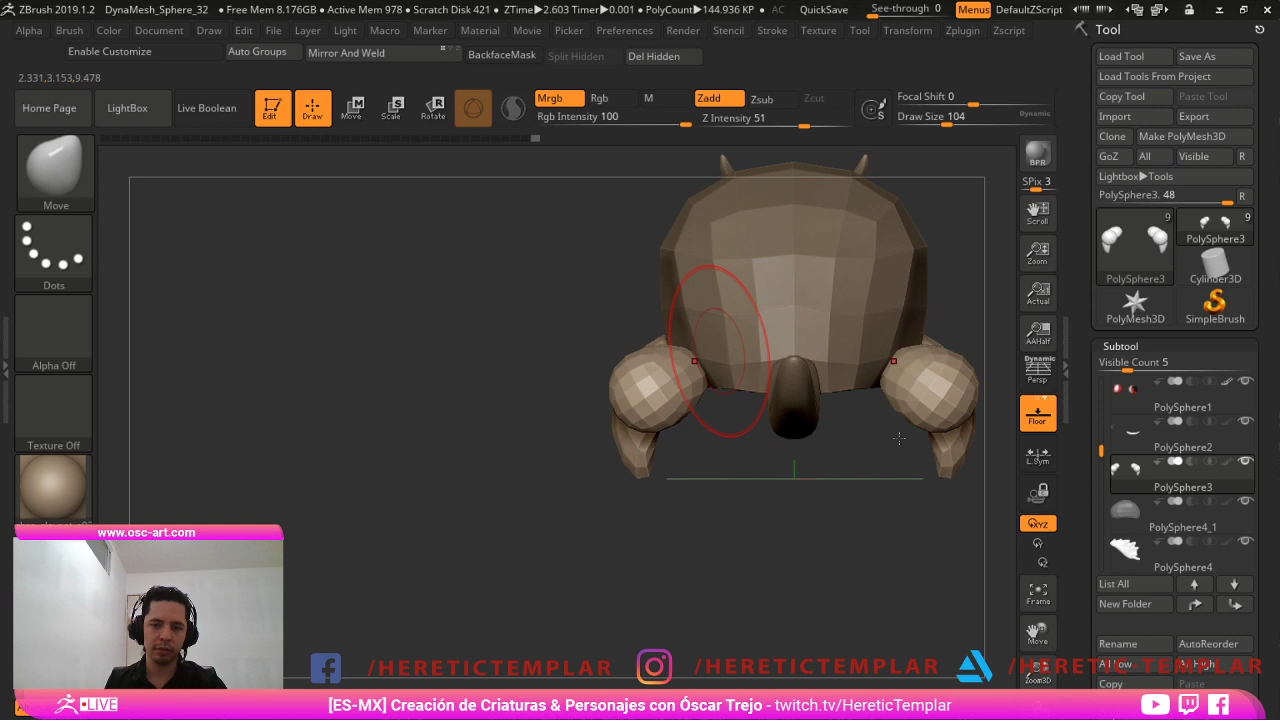 ZBrush 2019.1.2 DynaMesh_Sphere_32 ● Free Mem 8.176GB ● Active Mem 978 ● Scratch Disk 421 ● ZTime▶2.603 Timer▶0.001 ● PolyCount▶144.936 KP ● AC QuickSave See-through 0 Menus DefaultZScript
Alpha Brush Color Document Draw Edit File Layer Light Macro Marker Material Movie Picker Preferences Render Stencil Stroke Texture Tool Transform Zplugin Zscript
Enable Customize Auto Groups Mirror And Weld BackfaceMask Split Hidden Del Hidden
2.331,3.153,9.478
Home Page LightBox Live Boolean Edit Draw Move Scale Rotate
Mrgb Rgb M Zadd Zsub Zcut Focal Shift 0
Rgb Intensity 100 Z Intensity 51 Draw Size 104 Dynamic
Move
Dots
Alpha Off
Texture Off
BPR
SPix 3
Scroll
Zoom
Actual
AAHalf
Dynamic
Persp
Floor
L.Sym
XYZ
Frame
Move
Zoom3D
Tool
Load Tool Save As
Load Tools From Project
Copy Tool Paste Tool
Import Export
Clone Make PolyMesh3D
GoZ All Visible R
Lightbox▶Tools
PolySphere3. 48 R
9 9
PolySphere3
PolySphere3 Cylinder3D
PolyMesh3D SimpleBrush
Subtool
Visible Count 5
PolySphere1
PolySphere2
PolySphere3
PolySphere4_1
PolySphere4
List All
New Folder
Rename AutoReorder
Copy Paste
www.osc-art.com
/HERETICTEMPLAR /HERETICTEMPLAR /HERETIC-TEMPLAR
LIVE [ES-MX] Creación de Criaturas & Personajes con Óscar Trejo - twitch.tv/HereticTemplar